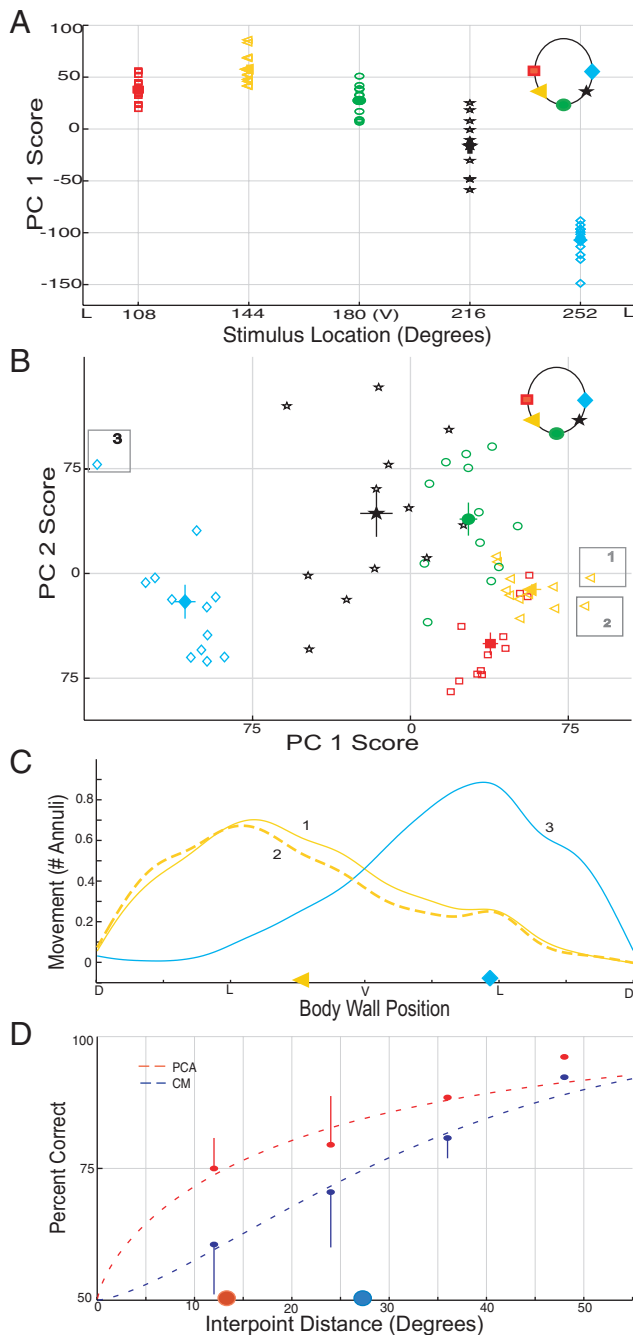 A
PC 1 Score
100
50
0
-50
-100
-150
L 108 144 180 (V) 216 252 L
Stimulus Location (Degrees)
B
PC 2 Score
3
75
0
75
1
2
75 0 75
PC 1 Score
C
Movement (# Annuli)
0.8
0.6
0.4
0.2
0
1
2
3
D L V L D
Body Wall Position
D
Percent Correct
100
75
50
PCA
CM
0 10 20 30 40 50
Interpoint Distance (Degrees)